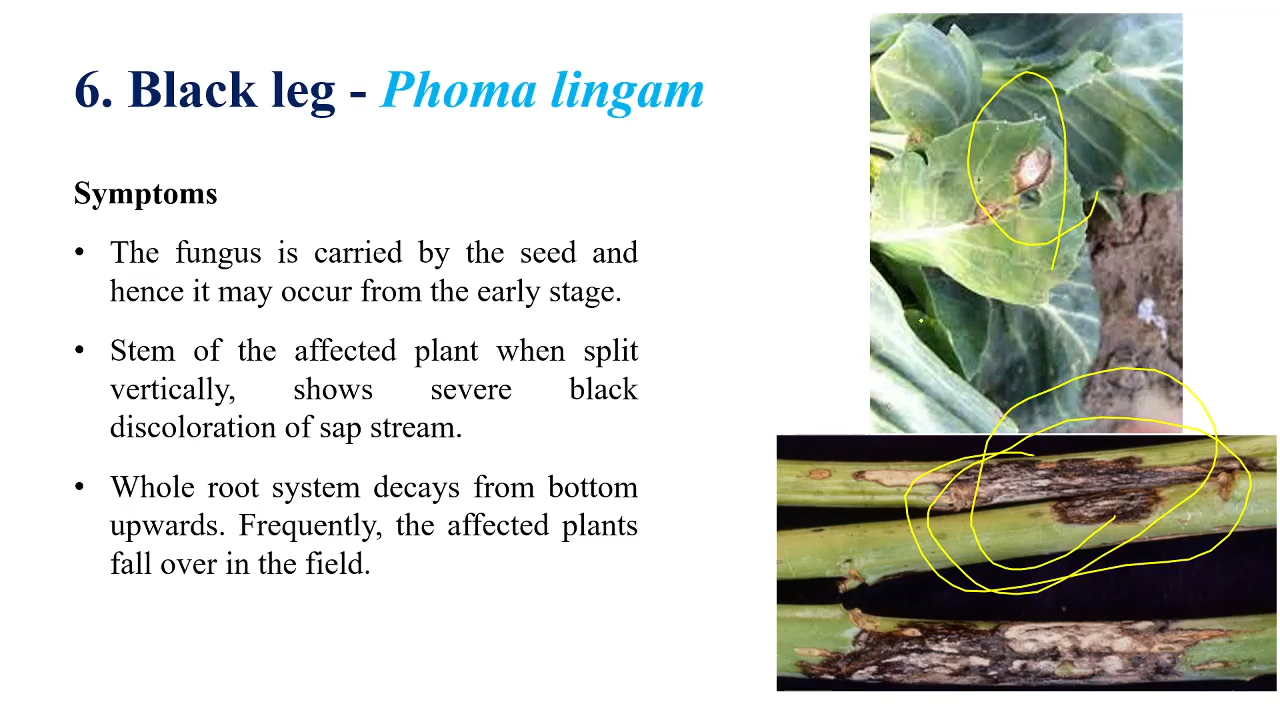 6. Black leg - Phoma lingam
Symptoms
• The fungus is carried by the seed and
hence it may occur from the early stage.
• Stem of the affected plant when split
vertically, shows severe black
discoloration of sap stream.
• Whole root system decays from bottom
upwards. Frequently, the affected plants
fall over in the field.